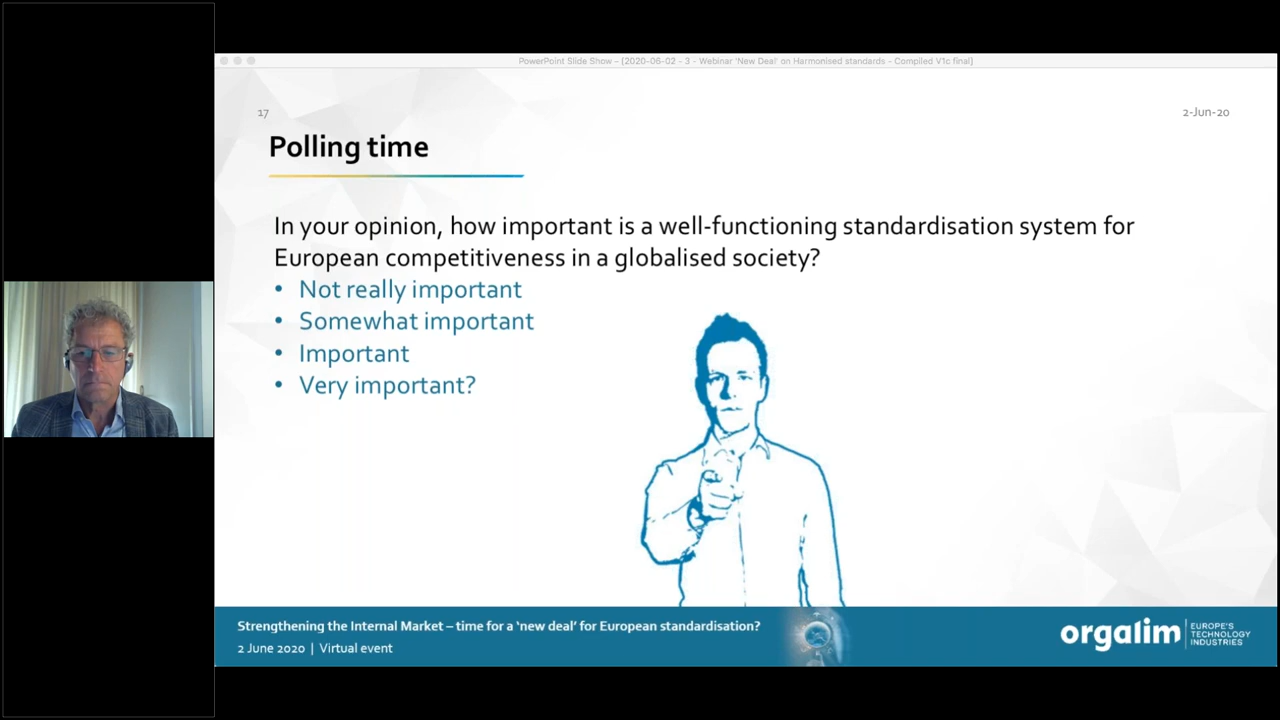 PowerPoint Slide Show - [2020-06-02 - 3 - Webinar 'New Deal' on Harmonised standards - Compiled V1c final]
17
2-Jun-20
Polling time
In your opinion, how important is a well-functioning standardisation system for
European competitiveness in a globalised society?
• Not really important
• Somewhat important
• Important
• Very important?
Strengthening the Internal Market – time for a ‘new deal’ for European standardisation?
2 June 2020 | Virtual event
orgalim
EUROPE'S
TECHNOLOGY
INDUSTRIES